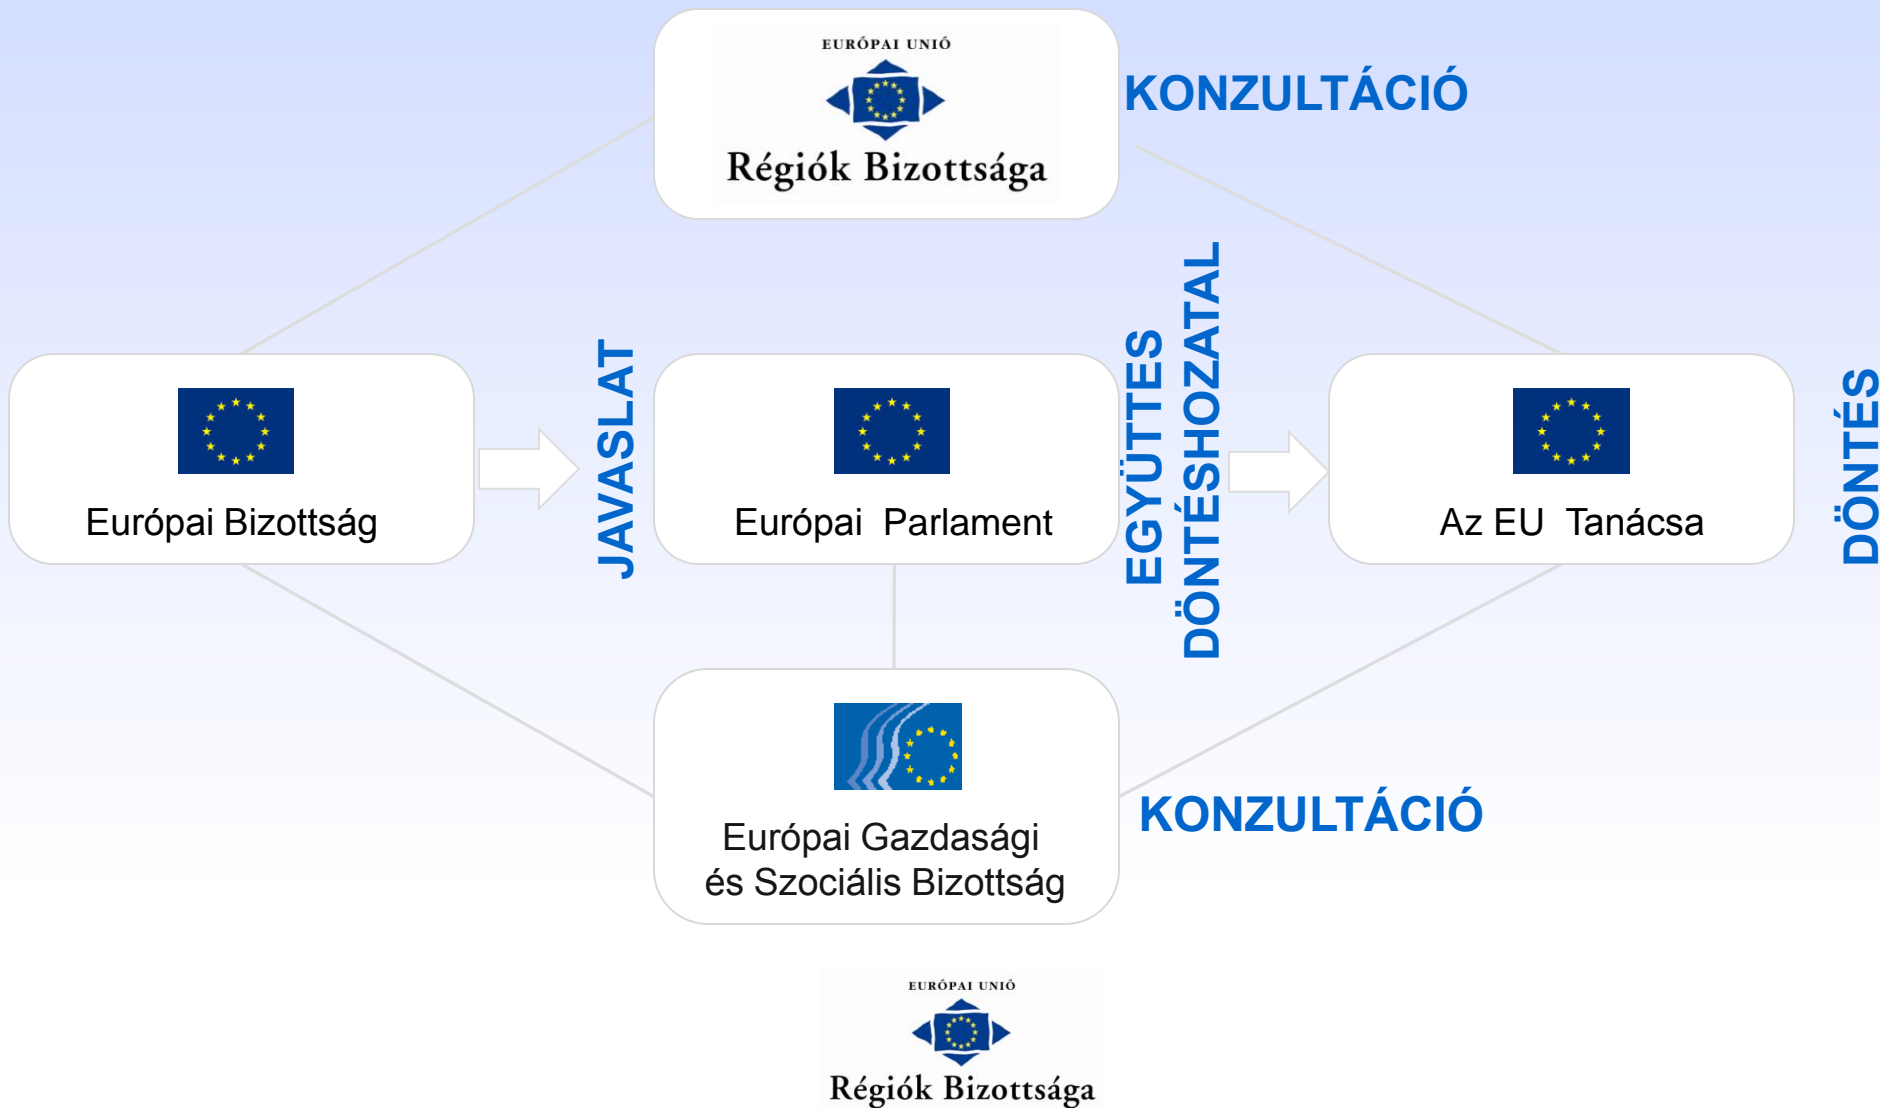 EURÓPAI UNIÓ
Régiók Bizottsága
KONZULTÁCIÓ
Európai Bizottság
JAVASLAT
Európai Parlament
EGYÜTTES
DÖNTÉSHOZATAL
Az EU Tanácsa
DÖNTÉS
Európai Gazdasági
és Szociális Bizottság
KONZULTÁCIÓ
EURÓPAI UNIÓ
Régiók Bizottsága